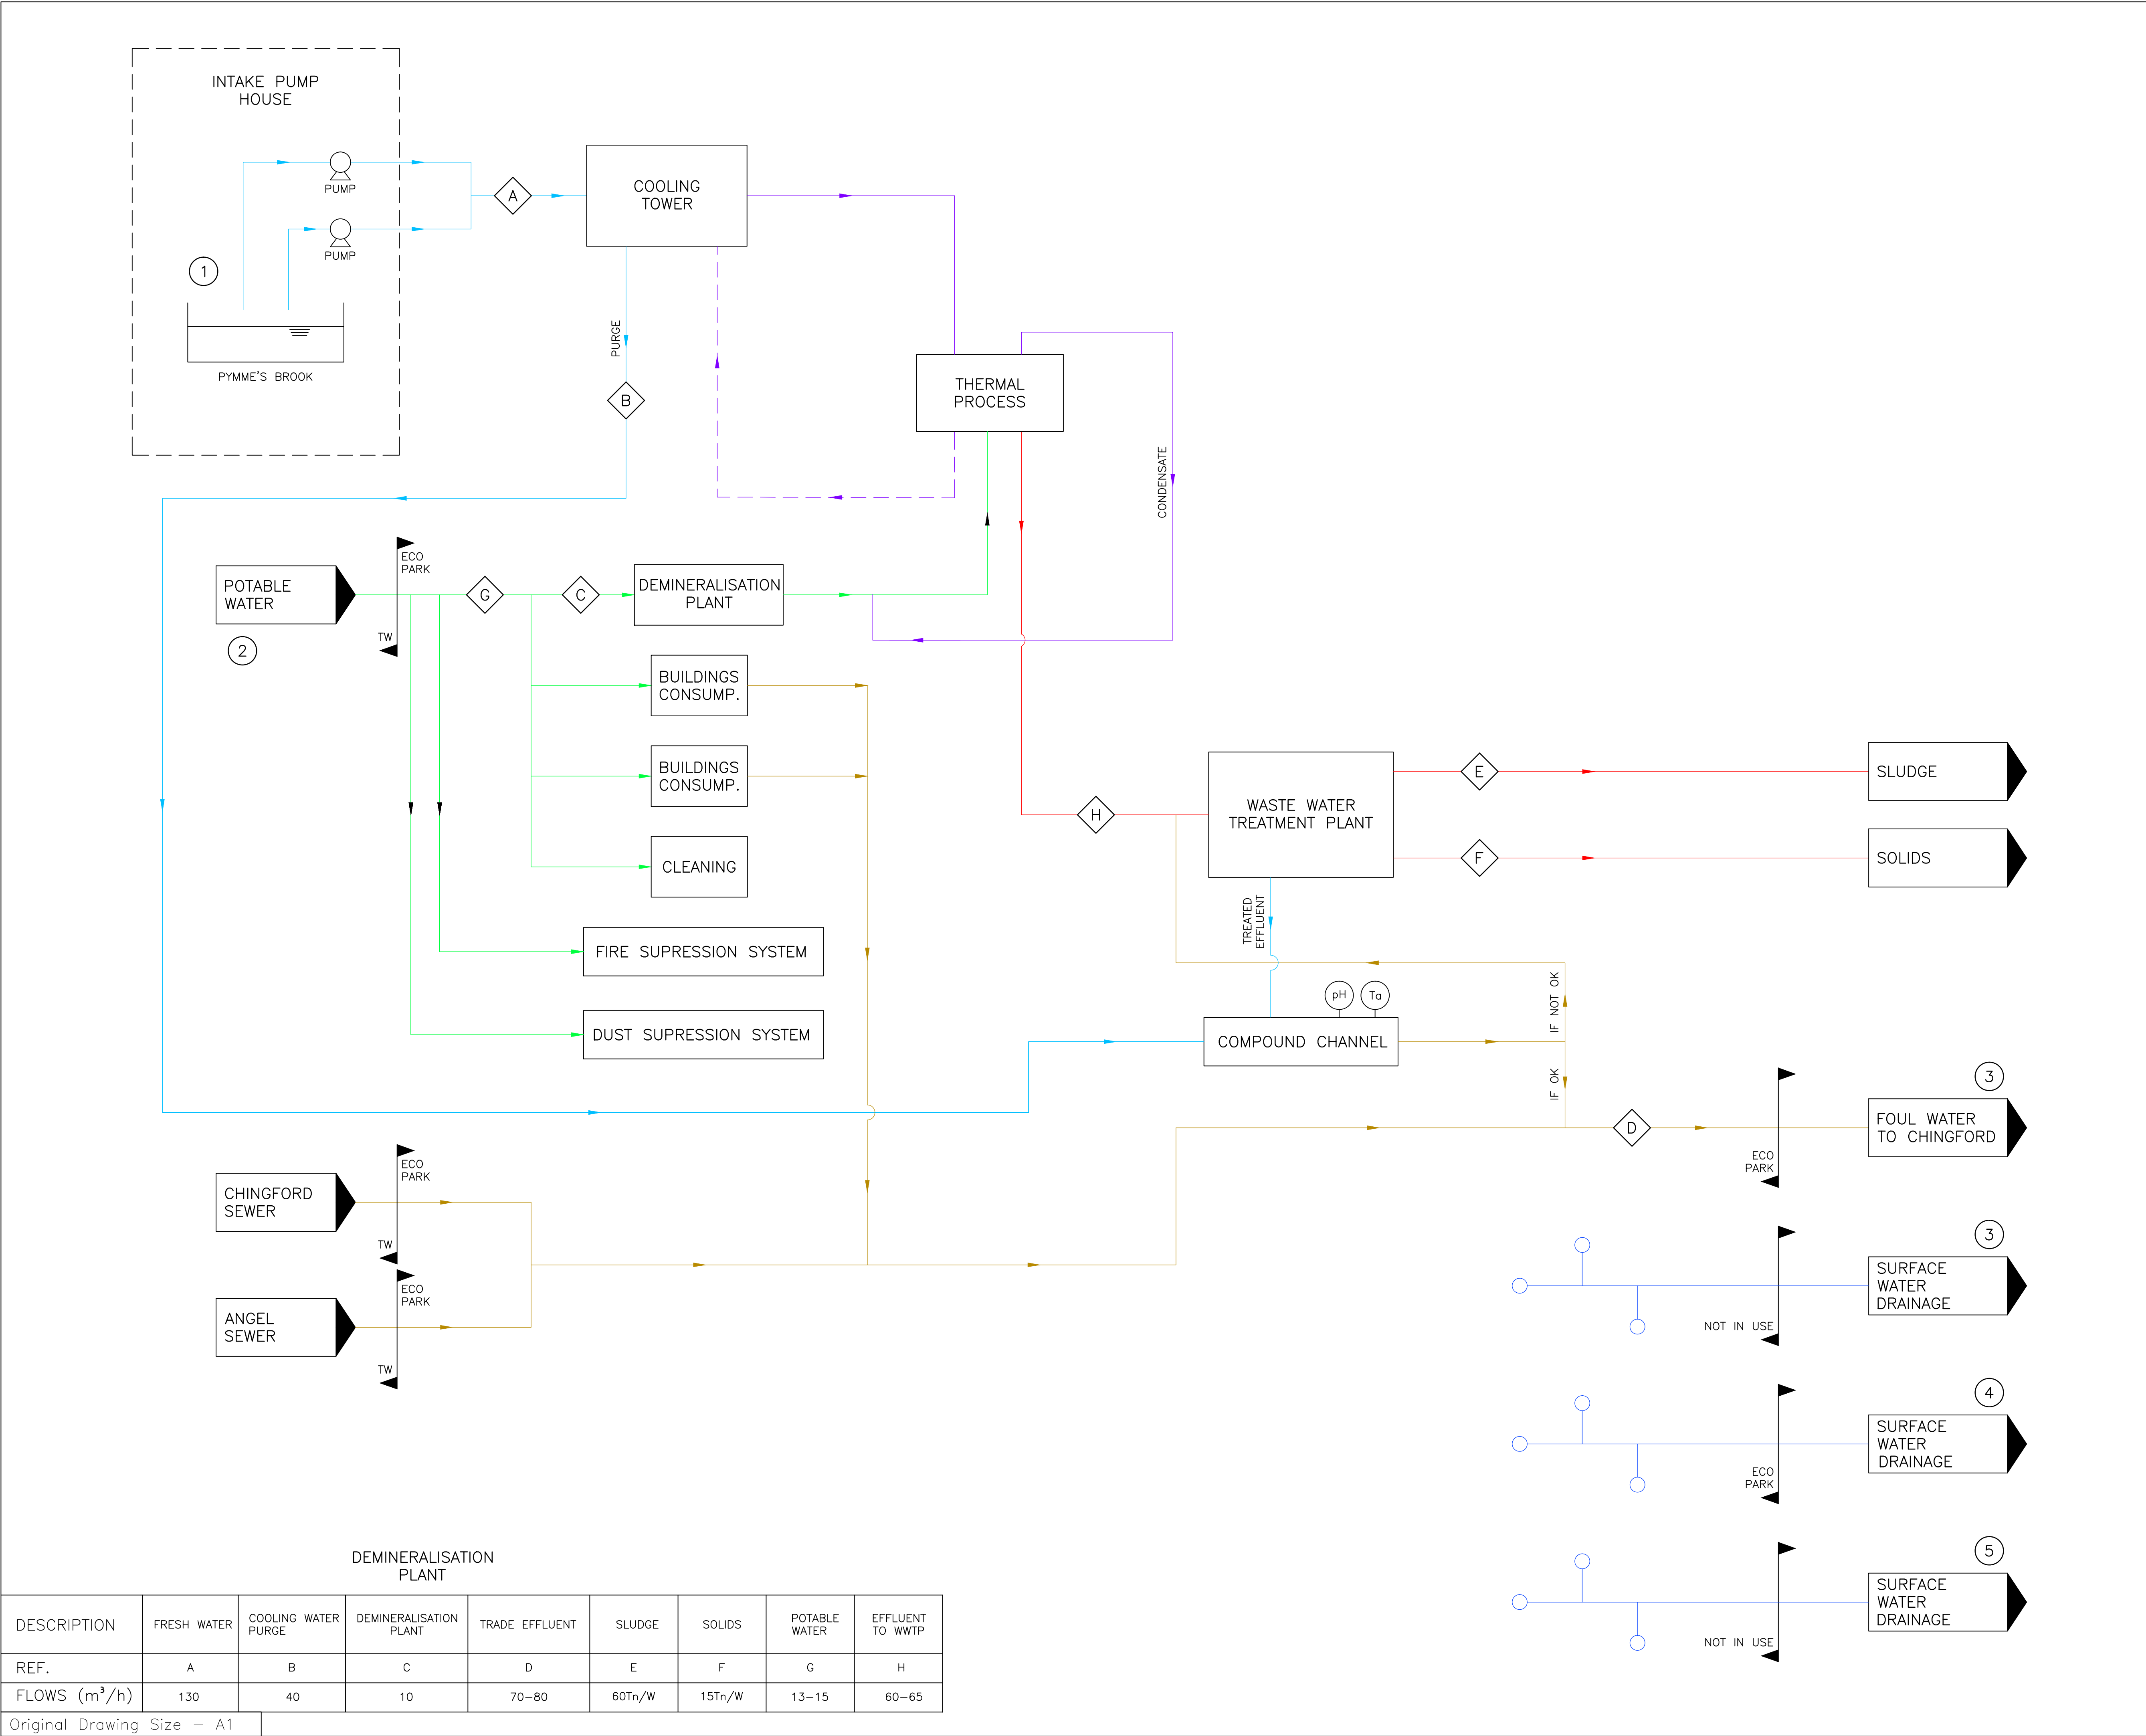 INTAKE PUMP
HOUSE
PUMP
PUMP
1
PYMME'S BROOK
A
COOLING
TOWER
PURGE
B
THERMAL
PROCESS
CONDENSATE
POTABLE
WATER
2
ECO
PARK
TW
G
C
DEMINERALISATION
PLANT
BUILDINGS
CONSUMP.
BUILDINGS
CONSUMP.
CLEANING
FIRE SUPRESSION SYSTEM
DUST SUPRESSION SYSTEM
H
WASTE WATER
TREATMENT PLANT
E
SLUDGE
F
SOLIDS
TREATED
EFFLUENT
pH
Ta
COMPOUND CHANNEL
IF NOT OK
IF OK
D
ECO
PARK
3
FOUL WATER
TO CHINGFORD
CHINGFORD
SEWER
ECO
PARK
TW
ANGEL
SEWER
ECO
PARK
TW
3
SURFACE
WATER
DRAINAGE
NOT IN USE
4
SURFACE
WATER
DRAINAGE
ECO
PARK
5
SURFACE
WATER
DRAINAGE
NOT IN USE
DEMINERALISATION
PLANT
DESCRIPTION FRESH WATER COOLING WATER PURGE DEMINERALISATION PLANT TRADE EFFLUENT SLUDGE SOLIDS POTABLE WATER EFFLUENT TO WWTP
REF. A B C D E F G H
FLOWS (m³/h) 130 40 10 70-80 60Tn/W 15Tn/W 13-15 60-65
Original Drawing Size - A1